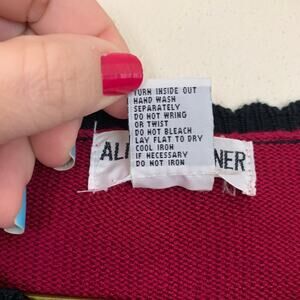 TURN INSIDE OUT
HAND WASH
SEPARATELY
DO NOT WRING
OR TWIST
DO NOT BLEACH
LAY FLAT TO DRY
COOL IRON
IF NECESSARY
DO NOT IRON